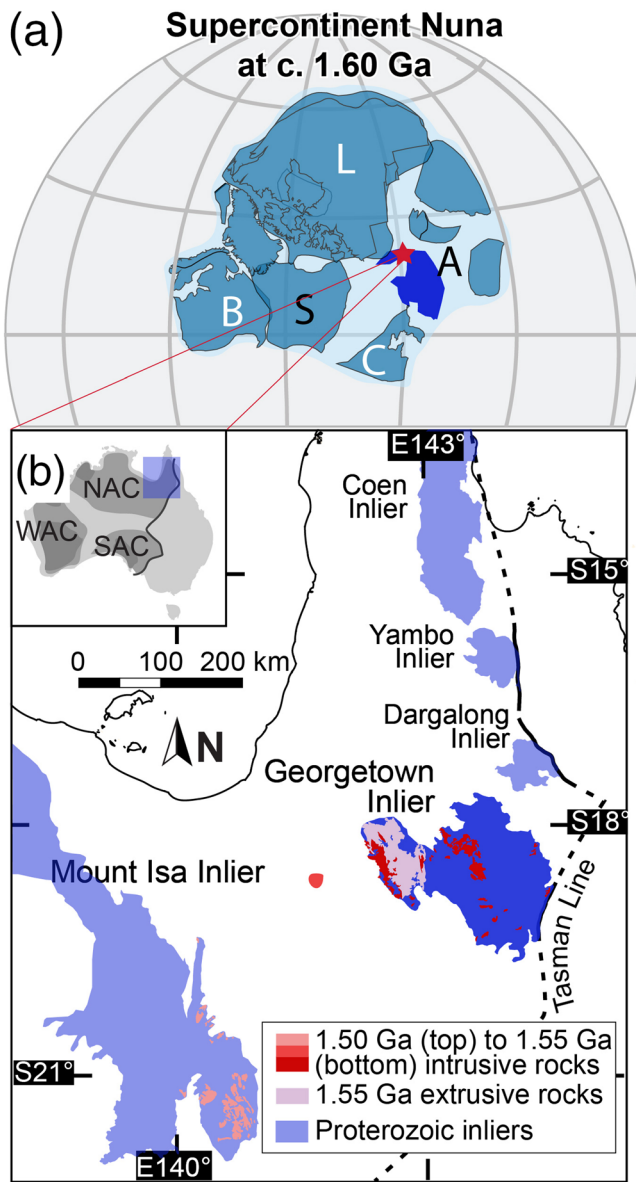 (a)
Supercontinent Nuna
at c. 1.60 Ga
L
A
B
S
C
(b)
NAC
WAC
SAC
E143°
Coen
Inlier
S15°
Yambo
Inlier
0 100 200 km
Dargalong
Inlier
N
Georgetown
Inlier
S18°
Mount Isa Inlier
Tasman Line
1.50 Ga (top) to 1.55 Ga
(bottom) intrusive rocks
1.55 Ga extrusive rocks
Proterozoic inliers
S21°
E140°